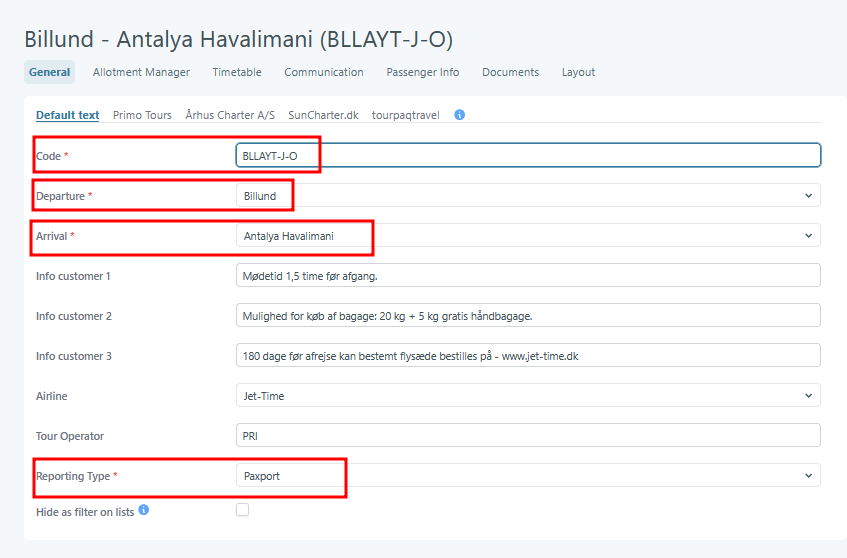 Billund - Antalya Havalimani (BLLAYT-J-O)
General Allotment Manager Timetable Communication Passenger Info Documents Layout
Default text Primo Tours Århus Charter A/S SunCharter.dk tourpaqtravel i
Code * BLLAYT-J-O
Departure * Billund
Arrival * Antalya Havalimani
Info customer 1 Mødetid 1,5 time før afgang.
Info customer 2 Mulighed for køb af bagage: 20 kg + 5 kg gratis håndbagage.
Info customer 3 180 dage før afrejse kan bestemt flysæde bestilles på - www.jet-time.dk
Airline Jet-Time
Tour Operator PRI
Reporting Type * Paxport
Hide as filter on lists i